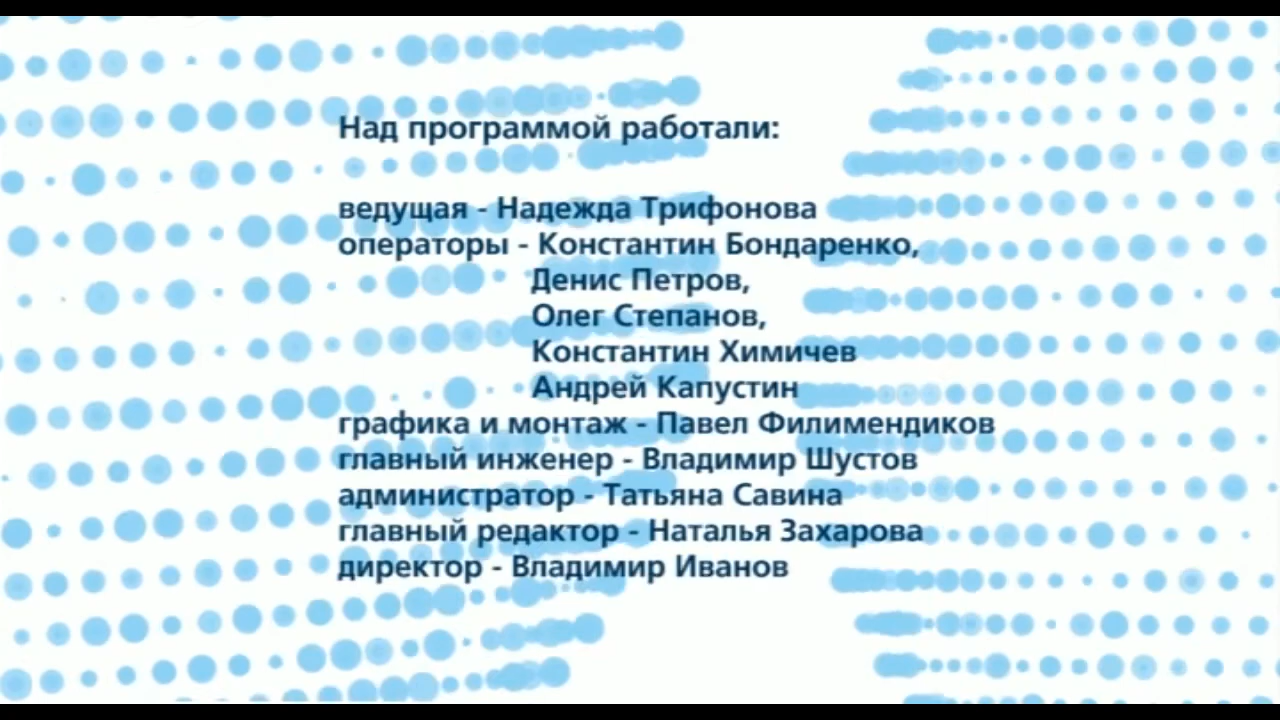 Над программой работали:
ведущая - Надежда Трифонова
операторы - Константин Бондаренко,
Денис Петров,
Олег Степанов,
Константин Химичев
Андрей Капустин
графика и монтаж - Павел Филимендиков
главный инженер - Владимир Шустов
администратор - Татьяна Савина
главный редактор - Наталья Захарова
директор - Владимир Иванов